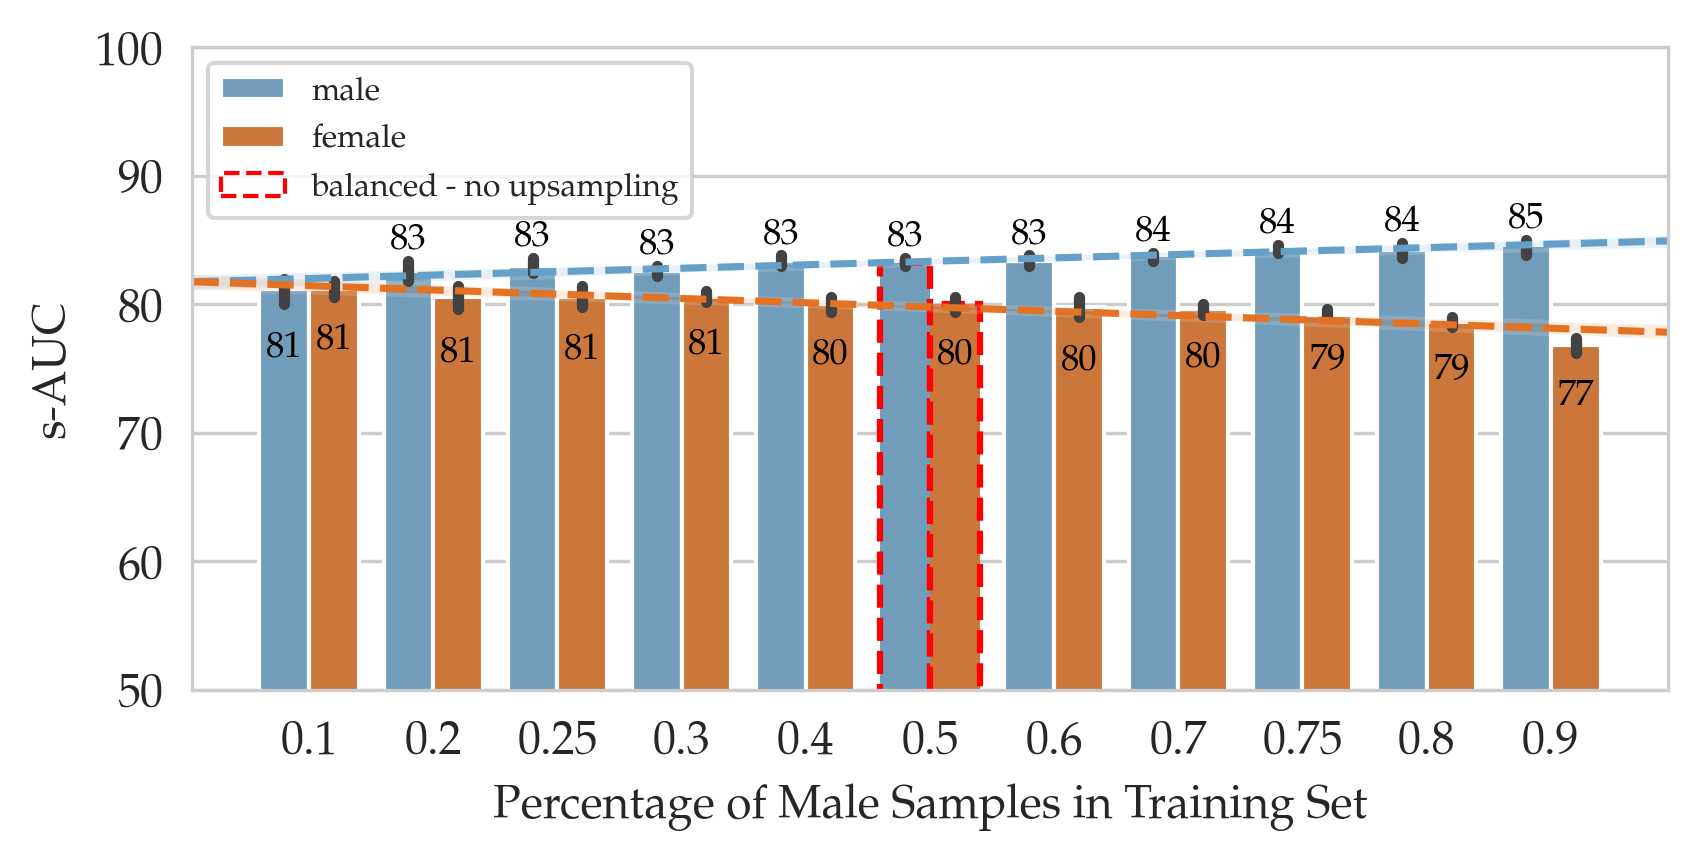 100
90
80
70
60
50
s-AUC
male
female
balanced - no upsampling
81 81
83 81
83 81
83 81
83 80
83 80
83 80
84 80
84 79
84 79
85 77
0.1 0.2 0.25 0.3 0.4 0.5 0.6 0.7 0.75 0.8 0.9
Percentage of Male Samples in Training Set